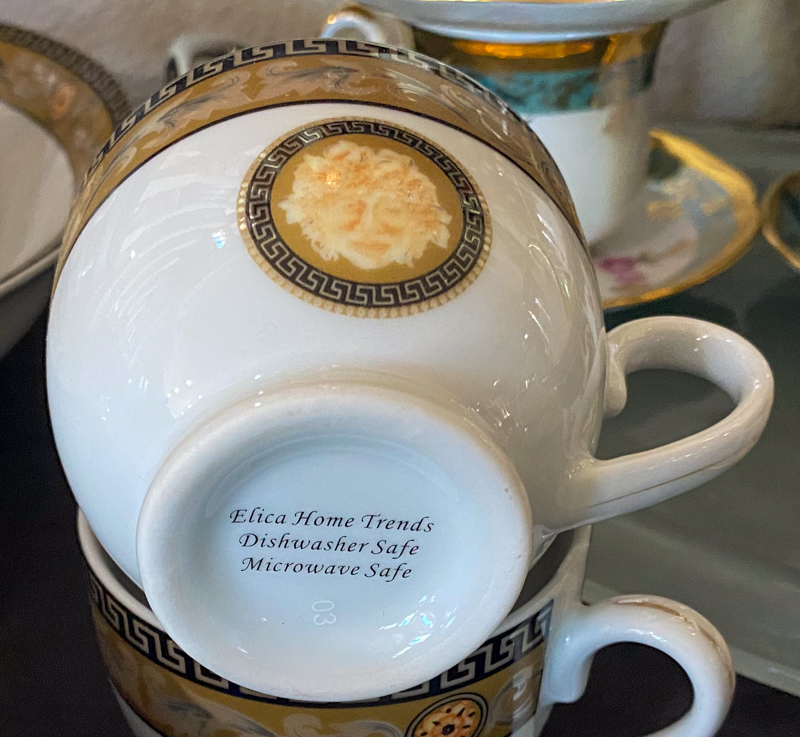 Elica Home Trends
Dishwasher Safe
Microwave Safe
03